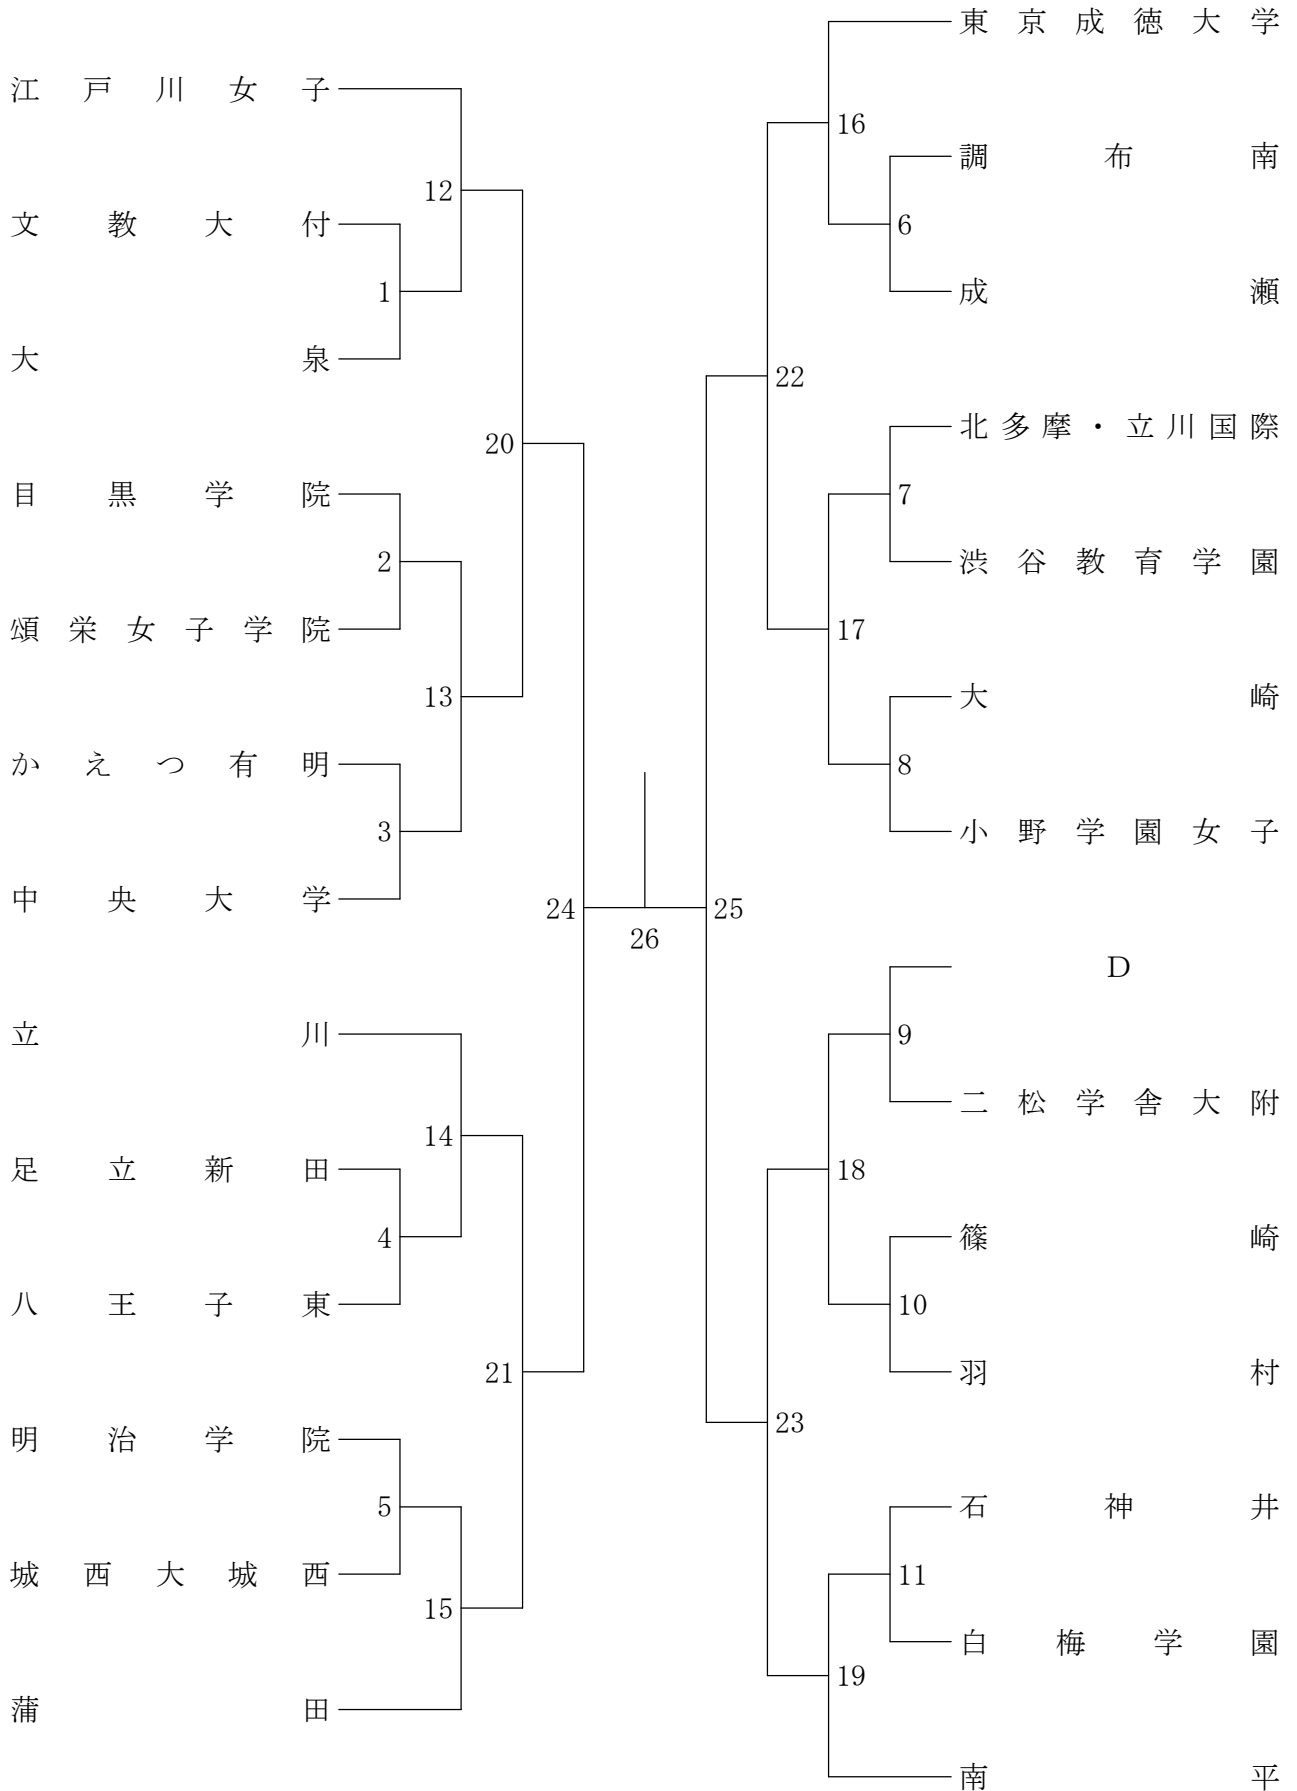 江戸川女子
12
文教大付
1
大泉
20
目黒学院
2
頌栄女子学院
13
かえつ有明
3
中央大学
24
立川
14
足立新田
4
八王子東
21
明治学院
5
城西大城西
15
蒲田
26
東京成徳大学
16
調布南
6
成瀬
22
北多摩・立川国際
7
渋谷教育学園
17
大崎
8
小野学園女子
25
D
9
二松学舎大附
18
篠崎
10
羽村
23
石神井
11
白梅学園
19
南平